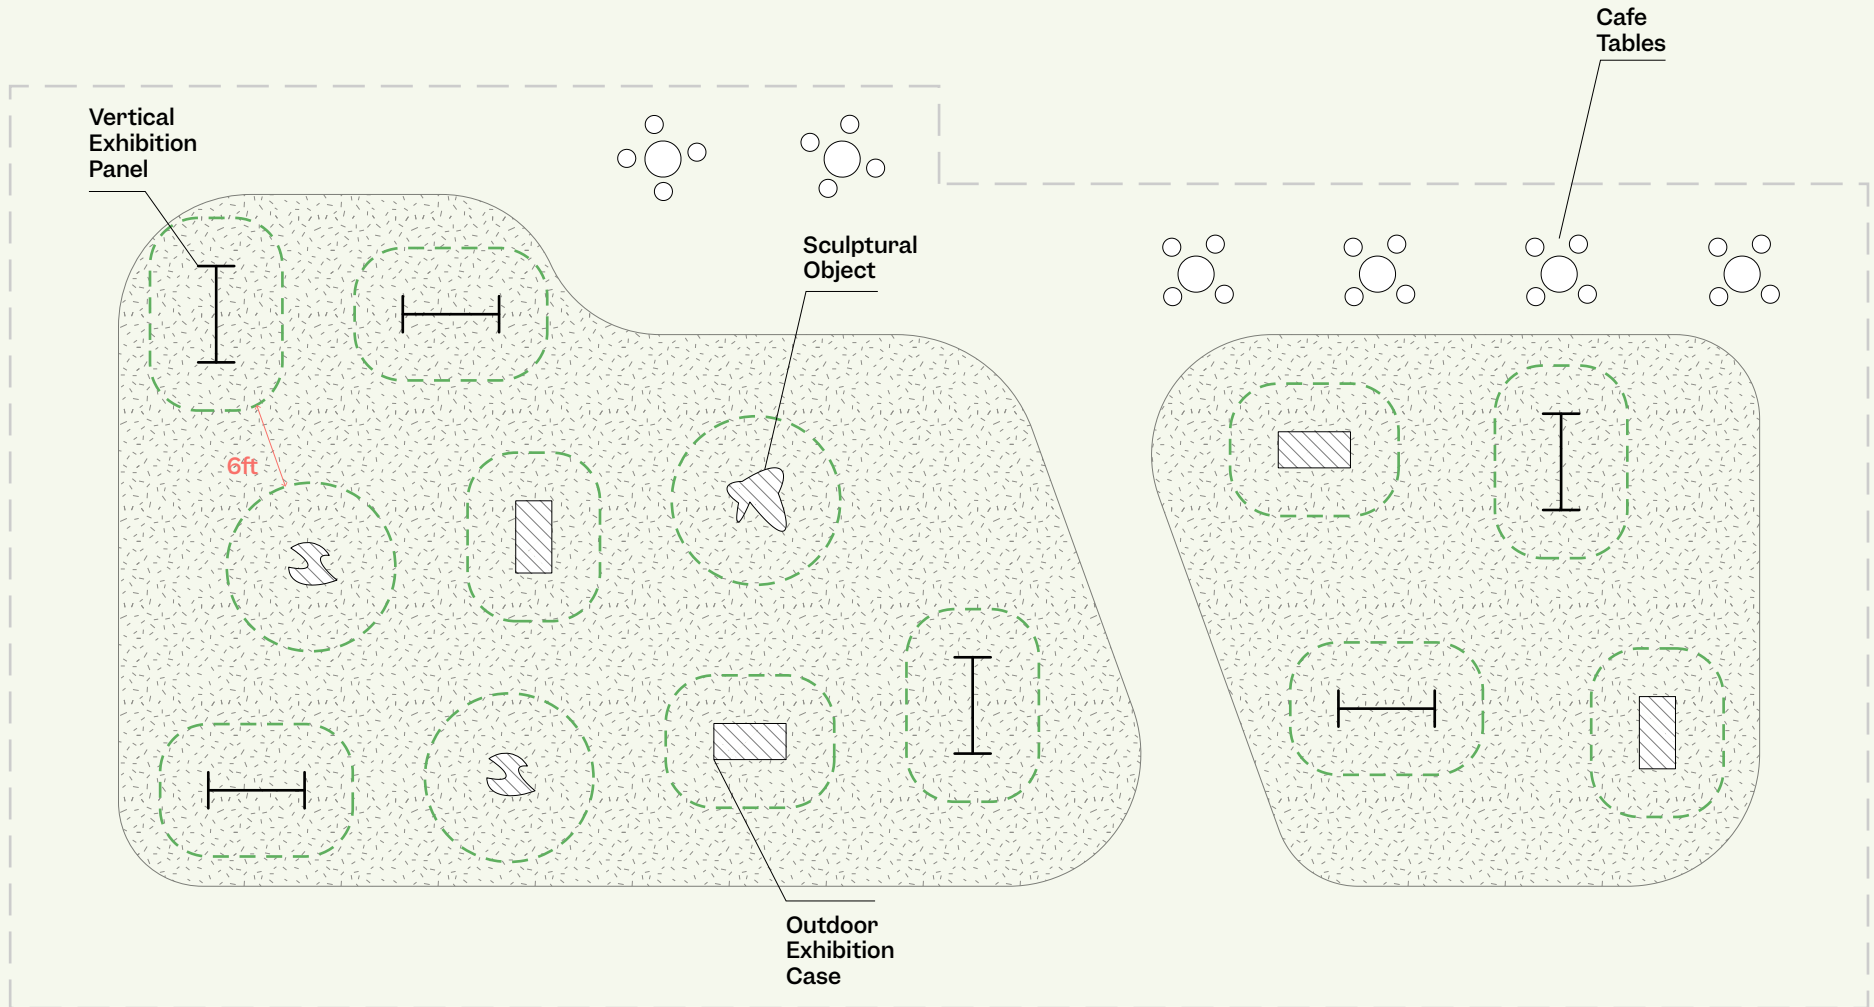 Cafe
Tables
Vertical
Exhibition
Panel
Sculptural
Object
6ft
Outdoor
Exhibition
Case